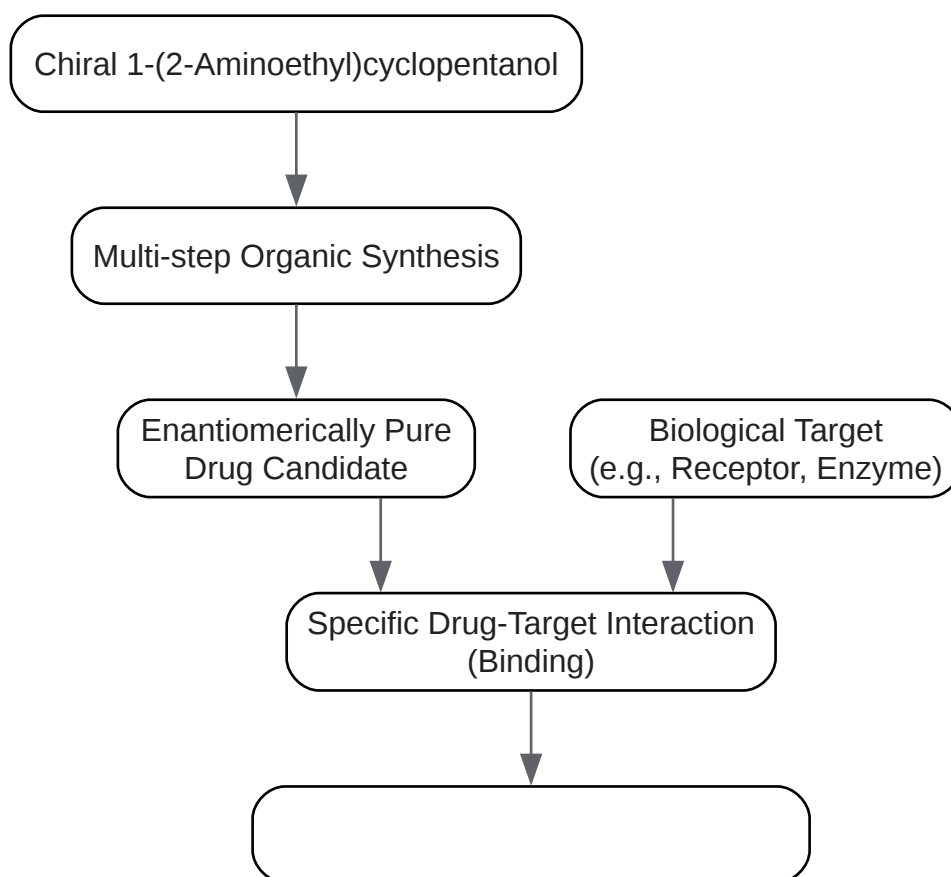 Chiral 1-(2-Aminoethyl)cyclopentanol
Multi-step Organic Synthesis
Enantiomerically Pure
Drug Candidate
Biological Target
(e.g., Receptor, Enzyme)
Specific Drug-Target Interaction
(Binding)